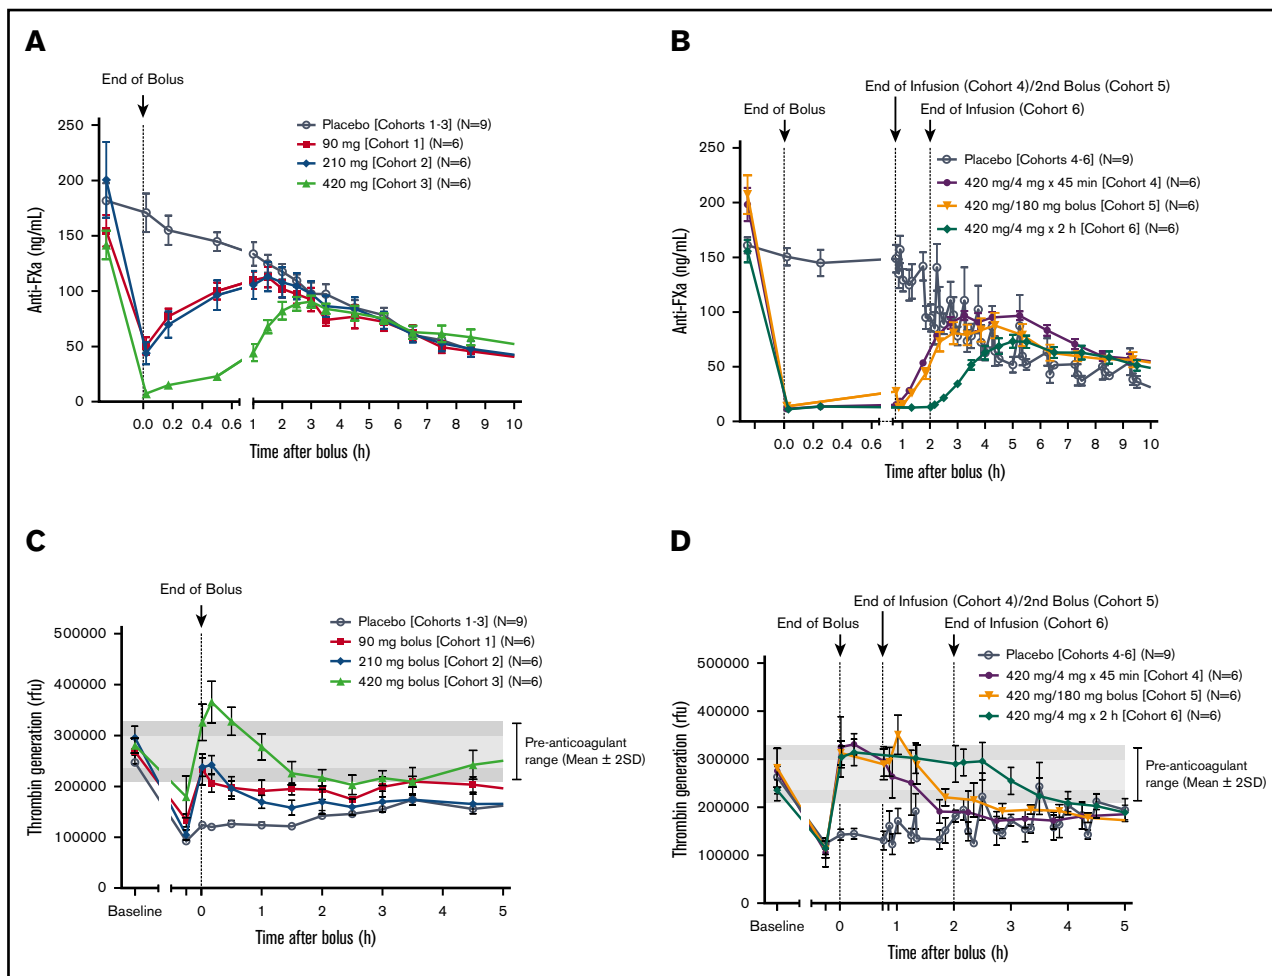 A
End of Bolus
Placebo [Cohorts 1-3] (N=9)
90 mg [Cohort 1] (N=6)
210 mg [Cohort 2] (N=6)
420 mg [Cohort 3] (N=6)
Anti-FXa (ng/mL)
250
200
150
100
50
0
0.0 0.2 0.4 0.6 1 2 3 4 5 6 7 8 9 10
Time after bolus (h)
B
End of Infusion (Cohort 4)/2nd Bolus (Cohort 5)
End of Bolus
End of Infusion (Cohort 6)
Placebo [Cohorts 4-6] (N=9)
420 mg/4 mg x 45 min [Cohort 4] (N=6)
420 mg/180 mg bolus [Cohort 5] (N=6)
420 mg/4 mg x 2 h [Cohort 6] (N=6)
Anti-FXa (ng/mL)
250
200
150
100
50
0
0.0 0.2 0.4 0.6 1 2 3 4 5 6 7 8 9 10
Time after bolus (h)
C
End of Bolus
Placebo [Cohorts 1-3] (N=9)
90 mg bolus [Cohort 1] (N=6)
210 mg bolus [Cohort 2] (N=6)
420 mg bolus [Cohort 3] (N=6)
Thrombin generation (rfu)
500000
400000
300000
200000
100000
0
Pre-anticoagulant
range (Mean ± 2SD)
Baseline 0 1 2 3 4 5
Time after bolus (h)
D
End of Infusion (Cohort 4)/2nd Bolus (Cohort 5)
End of Bolus
End of Infusion (Cohort 6)
Placebo [Cohorts 4-6] (N=9)
420 mg/4 mg x 45 min [Cohort 4] (N=6)
420 mg/180 mg bolus [Cohort 5] (N=6)
420 mg/4 mg x 2 h [Cohort 6] (N=6)
Thrombin generation (rfu)
500000
400000
300000
200000
100000
0
Pre-anticoagulant
range (Mean ± 2SD)
Baseline 0 1 2 3 4 5
Time after bolus (h)